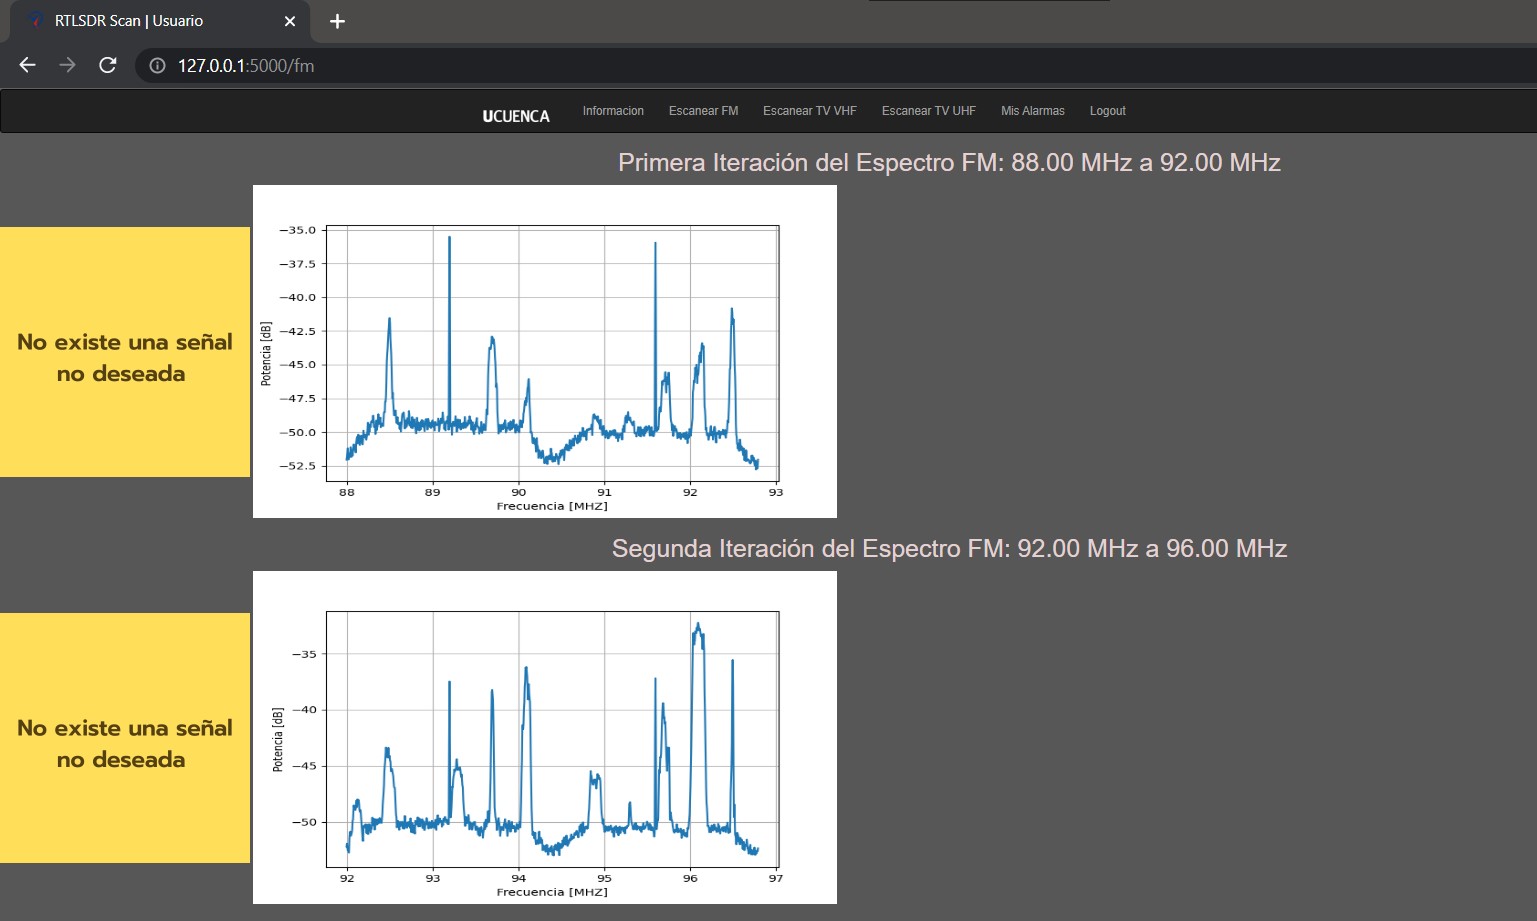 RTLSDR Scan | Usuario
127.0.0.1:5000/fm
UCUENCA Informacion Escanear FM Escanear TV VHF Escanear TV UHF Mis Alarmas Logout
Primera Iteración del Espectro FM: 88.00 MHz a 92.00 MHz
No existe una señal
no deseada
Potencia [dB]
−35.0
−37.5
−40.0
−42.5
−45.0
−47.5
−50.0
−52.5
88 89 90 91 92 93
Frecuencia [MHZ]
Segunda Iteración del Espectro FM: 92.00 MHz a 96.00 MHz
No existe una señal
no deseada
Potencia [dB]
−35
−40
−45
−50
92 93 94 95 96 97
Frecuencia [MHZ]